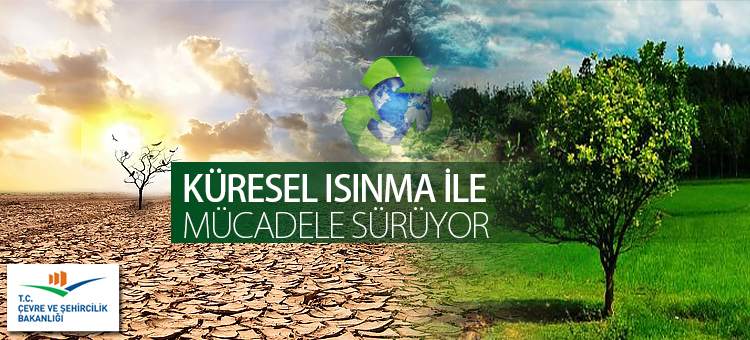 KÜRESEL ISINMA İLE
MÜCADELE SÜRÜYOR
T.C.
ÇEVRE VE ŞEHİRCİLİK
BAKANLIĞI